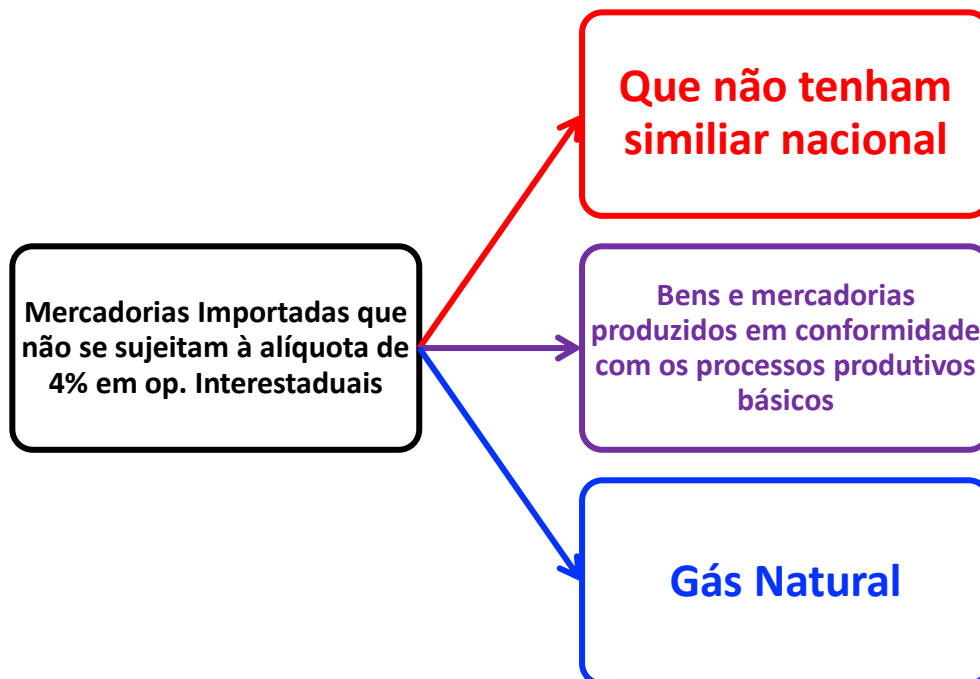 Que não tenham
similiar nacional
Mercadorias Importadas que
não se sujeitam à alíquota de
4% em op. Interestaduais
Bens e mercadorias
produzidos em conformidade
com os processos produtivos
básicos
Gás Natural